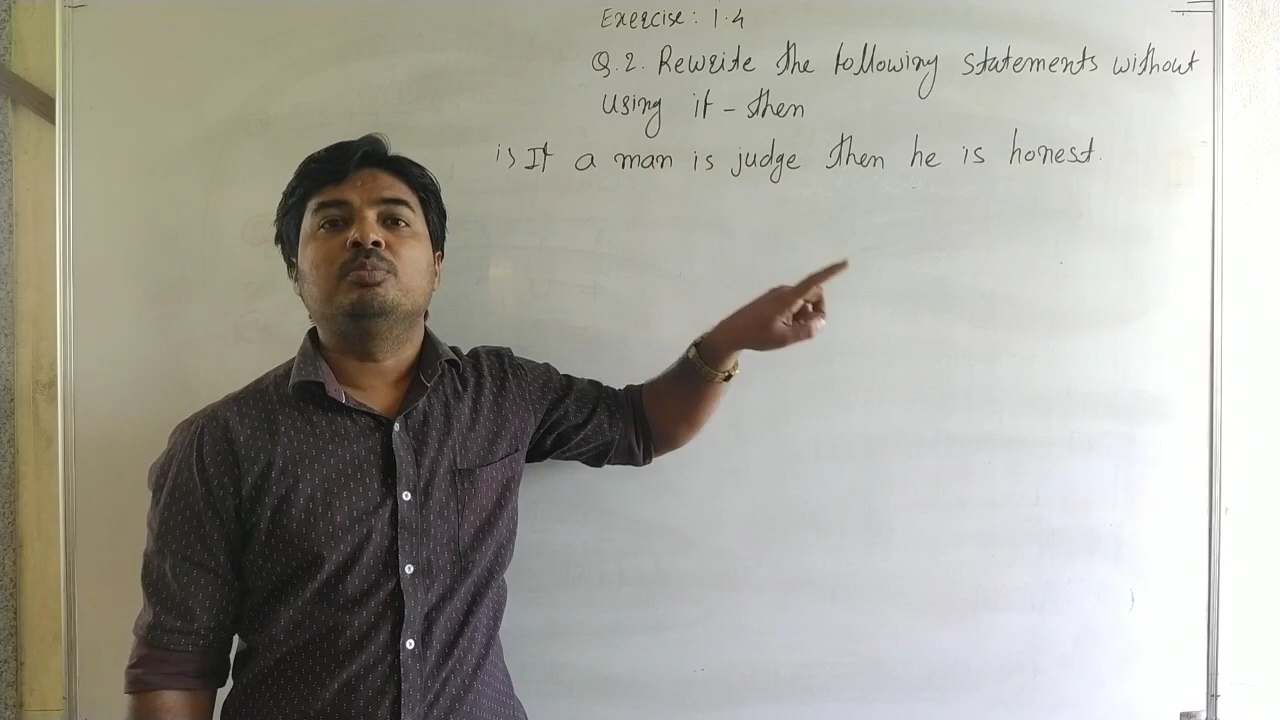 Exercise: 1.4
Q.2. Rewrite the following statements without
using if - then
i) If a man is judge then he is honest.